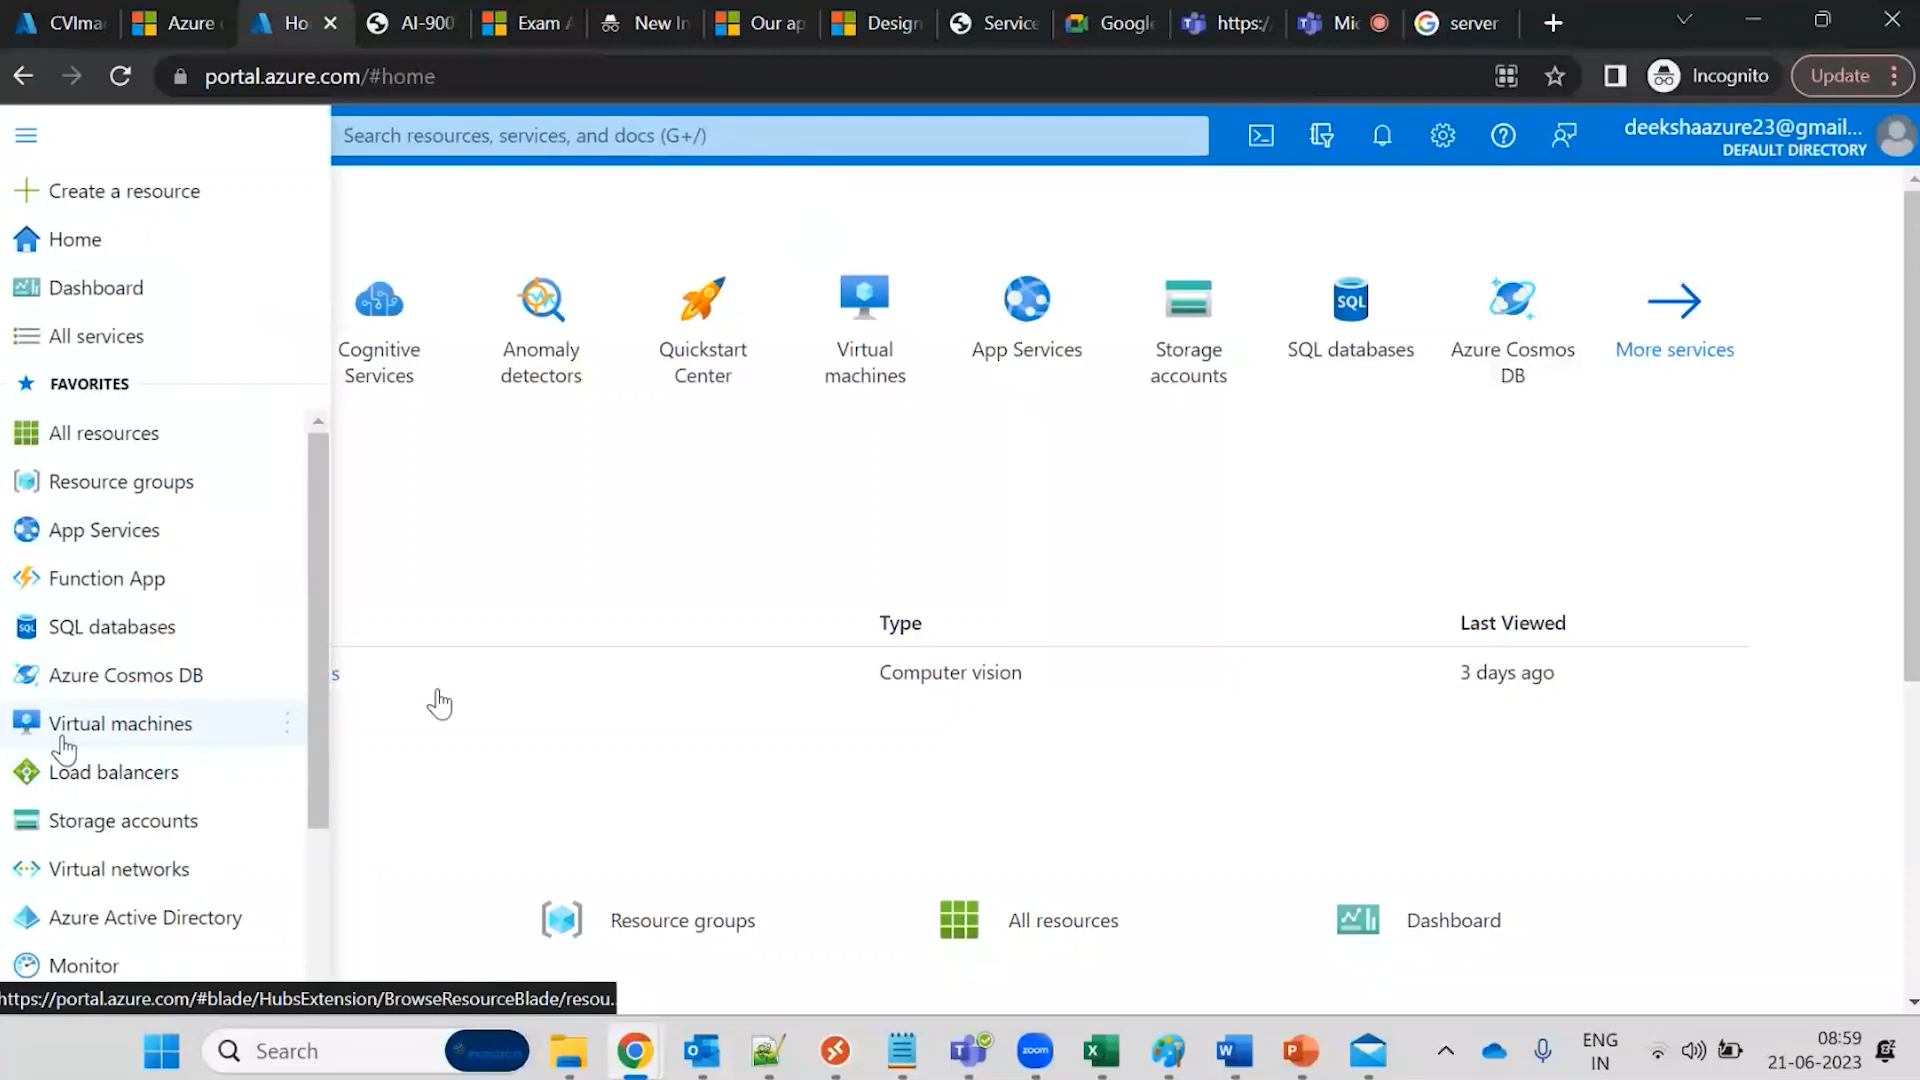 CVIma
Azure
Ho
AI-900
Exam
New In
Our ap
Design
Service
Google
https:/
Mic
server
portal.azure.com/#home
Incognito
Update
Search resources, services, and docs (G+/)
deekshaazure23@gmail...
DEFAULT DIRECTORY
Create a resource
Home
Dashboard
All services
FAVORITES
All resources
Resource groups
App Services
Function App
SQL databases
Azure Cosmos DB
Virtual machines
Load balancers
Storage accounts
Virtual networks
Azure Active Directory
Monitor
Cognitive
Services
Anomaly
detectors
Quickstart
Center
Virtual
machines
App Services
Storage
accounts
SQL
SQL databases
Azure Cosmos
DB
More services
Type
Last Viewed
s
Computer vision
3 days ago
Resource groups
All resources
Dashboard
https://portal.azure.com/#blade/HubsExtension/BrowseResourceBlade/resou...
Search
zoom
ENG
IN
08:59
21-06-2023